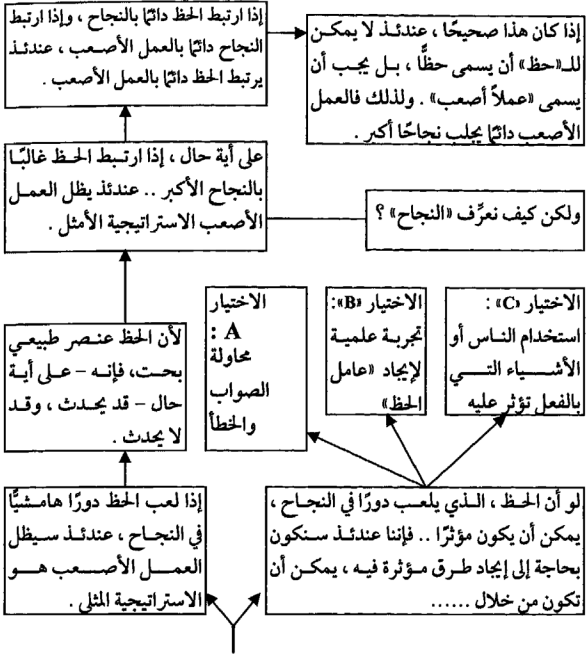 إذا كان هذا صحيحًا ، عندئذ لا يمكن
للـ«حظ» أن يسمى حظًّا ، بل يجب أن
يسمى «عملاً أصعب» . ولذلك فالعمل
الأصعب دائمًا يجلب نجاحًا أكبر .
إذا ارتبط الحظ دائمًا بالنجاح ، وإذا ارتبط
النجاح دائمًا بالعمل الأصعب ، عندئذ
يرتبط الحظ دائمًا بالعمل الأصعب .
على أية حال ، إذا ارتبط الحظ غالبًا
بالنجاح الأكبر .. عندئذ يظل العمل
الأصعب الاستراتيجية الأمثل .
ولكن كيف نعرِّف «النجاح» ؟
الاختيار «C» :
استخدام الناس أو
الأشياء التي
بالفعل تؤثر عليه
الاختيار «B»:
تجربة علمية
لإيجاد «عامل
الحظ»
الاختيار
A :
محاولة
الصواب
والخطأ
لأن الحظ عنصر طبيعي
بحت، فإنه – على أية
حال – قد يحدث ، وقد
لا يحدث .
لو أن الحظ ، الذي يلعب دورًا في النجاح ،
يمكن أن يكون مؤثرًا .. فإننا عندئذ سنكون
بحاجة إلى إيجاد طرق مؤثرة فيه ، يمكن أن
تكون من خلال ......
إذا لعب الحظ دورًا هامشيًّا
في النجاح ، عندئذ سيظل
العمل الأصعب هو
الاستراتيجية المثلى .